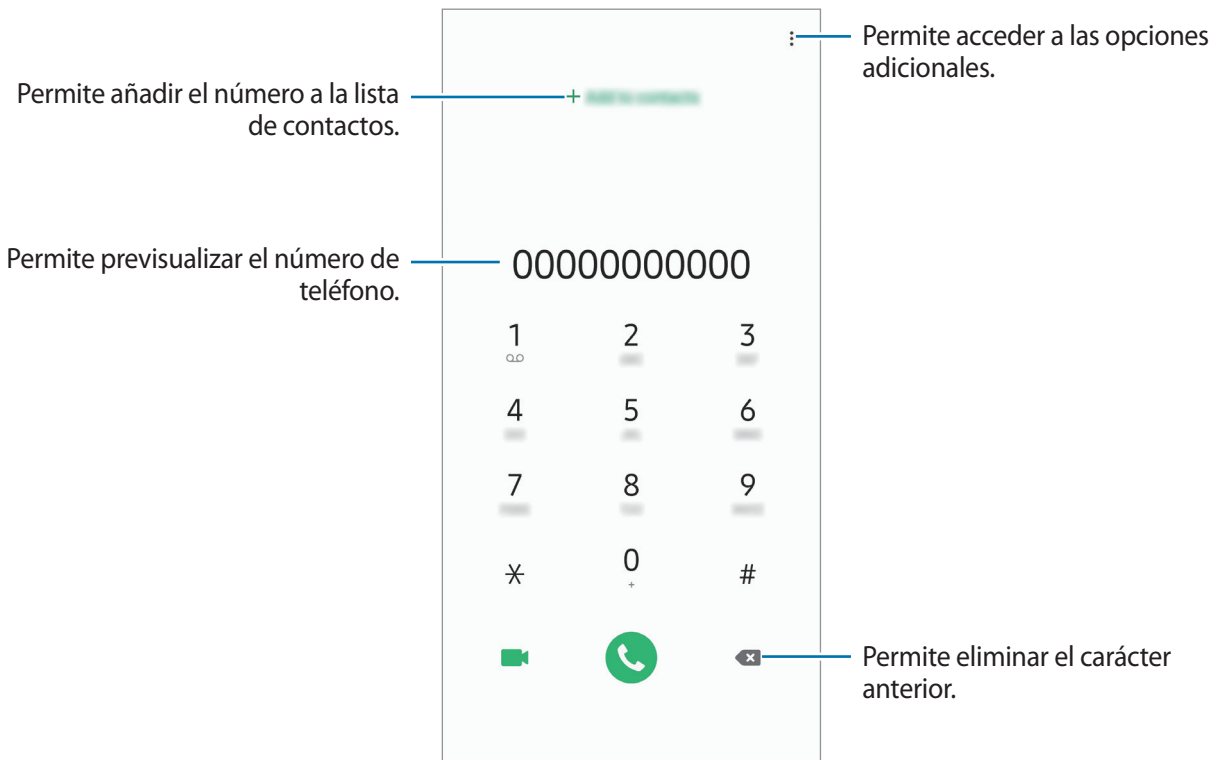 Permite acceder a las opciones
adicionales.
Permite añadir el número a la lista
de contactos.
+
Permite previsualizar el número de
teléfono.
00000000000
1 2 3
4 5 6
7 8 9
* 0 #
+
Permite eliminar el carácter
anterior.